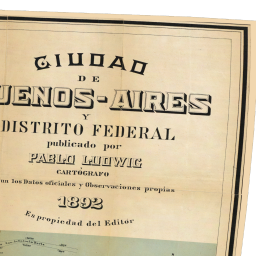 CIUDAD
DE
UENOS-AIRES
Y
DISTRITO FEDERAL
publicado por
PABLO LUDWIG
CARTÓGRAFO
los Datos oficiales y Observaciones propias
1892
Es propiedad del Editor